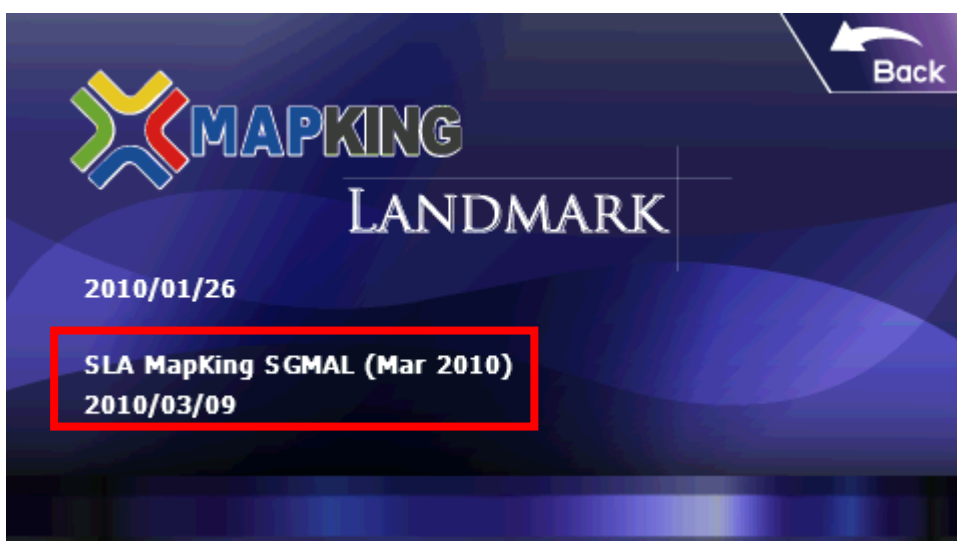 Back
MAPKING
LANDMARK
2010/01/26
SLA MapKing SGMAL (Mar 2010)
2010/03/09